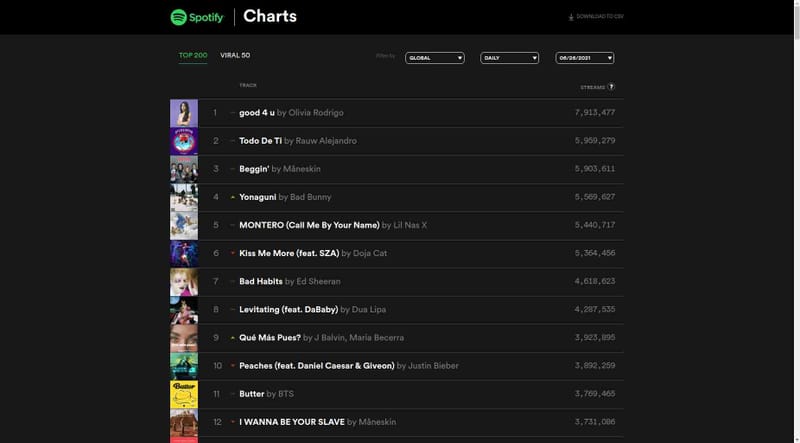 Spotify Charts
DOWNLOAD TO CSV
TOP 200 VIRAL 50 Filter by GLOBAL DAILY 06/26/2021
TRACK STREAMS ?
1 good 4 u by Olivia Rodrigo 7,913,477
2 Todo De Ti by Rauw Alejandro 5,959,279
3 Beggin' by Måneskin 5,903,611
4 Yonaguni by Bad Bunny 5,569,627
5 MONTERO (Call Me By Your Name) by Lil Nas X 5,440,717
6 Kiss Me More (feat. SZA) by Doja Cat 5,364,456
7 Bad Habits by Ed Sheeran 4,618,623
8 Levitating (feat. DaBaby) by Dua Lipa 4,287,535
9 Qué Más Pues? by J Balvin, Maria Becerra 3,923,895
10 Peaches (feat. Daniel Caesar & Giveon) by Justin Bieber 3,892,259
Butter
11 Butter by BTS 3,769,465
12 I WANNA BE YOUR SLAVE by Måneskin 3,731,086